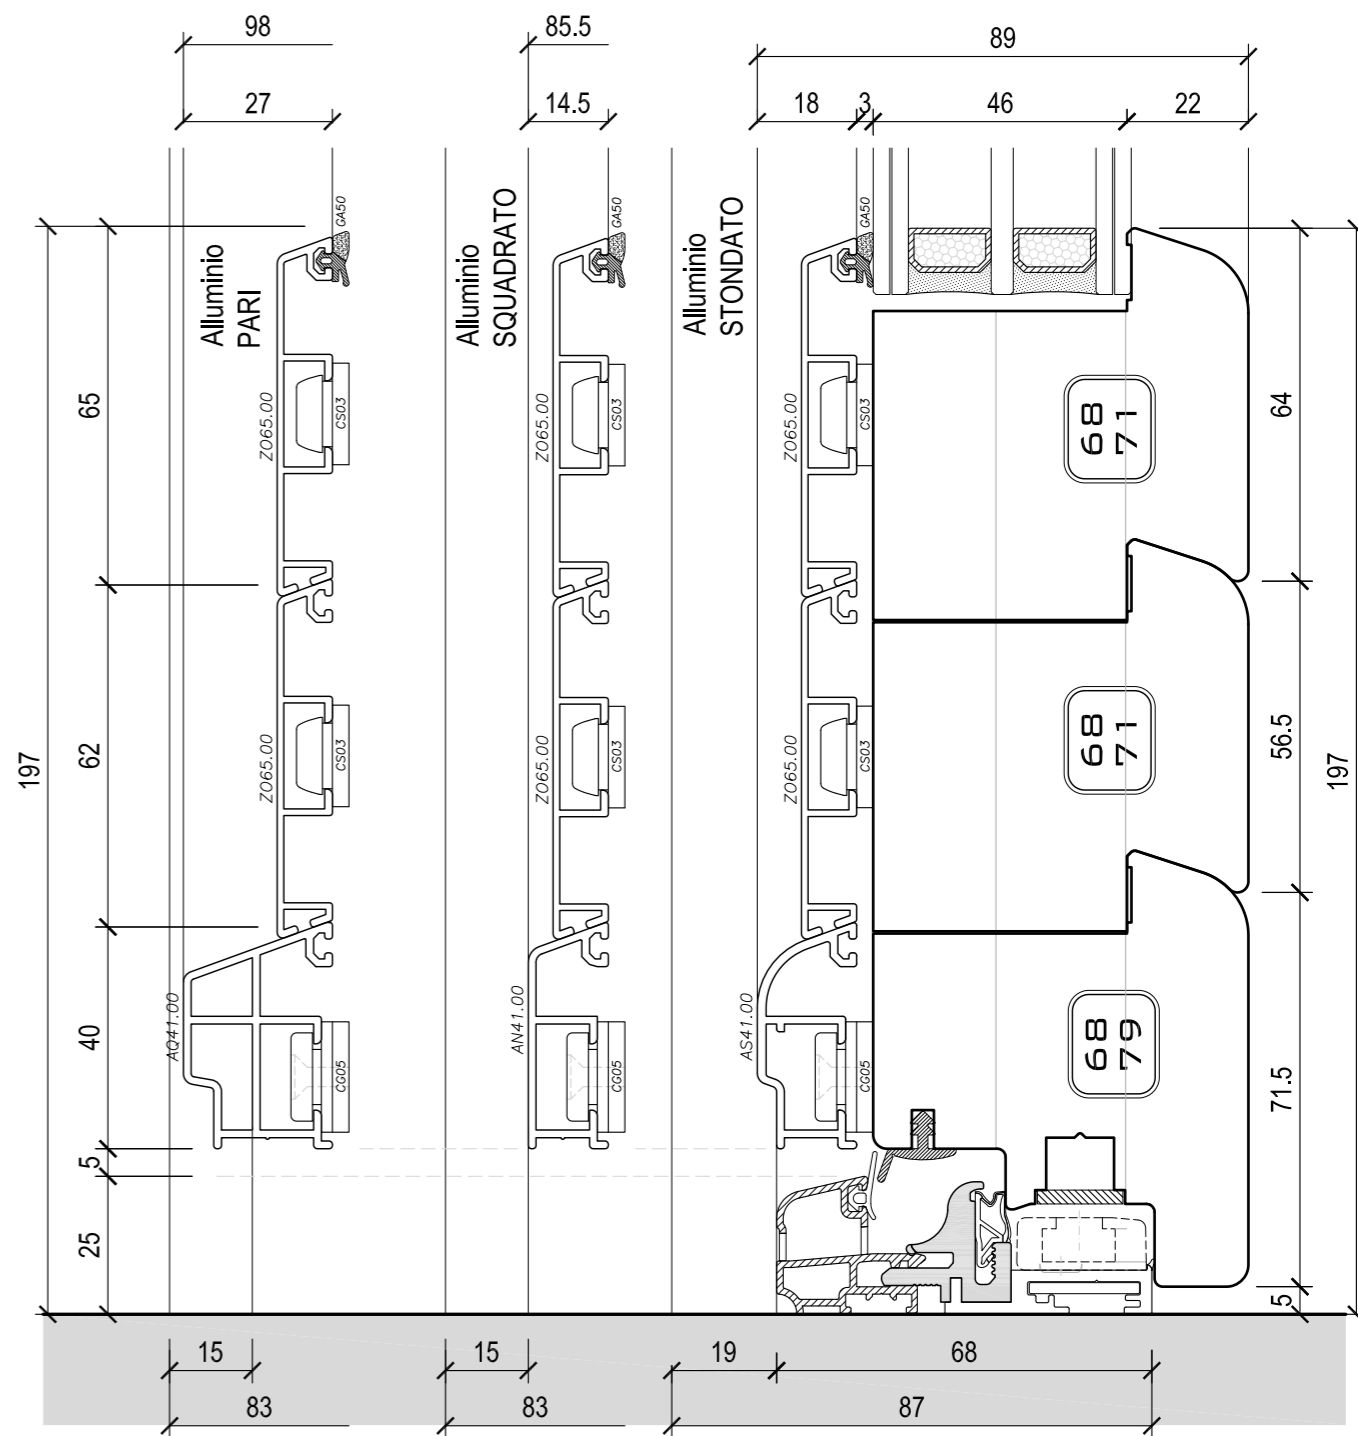 98
85.5
89
27
14.5
18
3
46
22
Alluminio
PARI
Alluminio
SQUADRATO
Alluminio
STONDATO
GA50
GA50
GA50
65
Z065.00
CS03
Z065.00
CS03
Z065.00
CS03
68
71
64
197
62
Z065.00
CS03
Z065.00
CS03
Z065.00
CS03
68
71
56.5
197
40
AQ41.00
CG05
AN41.00
CG05
AS41.00
CG05
68
79
71.5
5
25
5
15
15
19
68
83
83
87